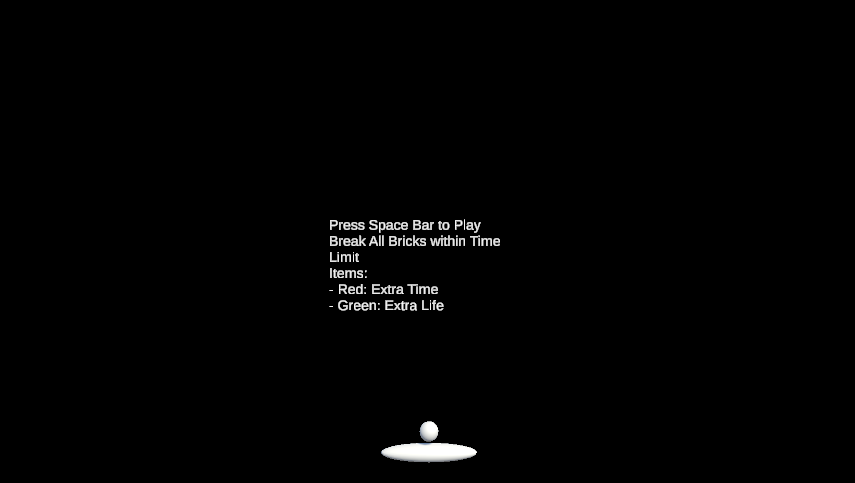 Press Space Bar to Play
Break All Bricks within Time
Limit
Items:
- Red: Extra Time
- Green: Extra Life